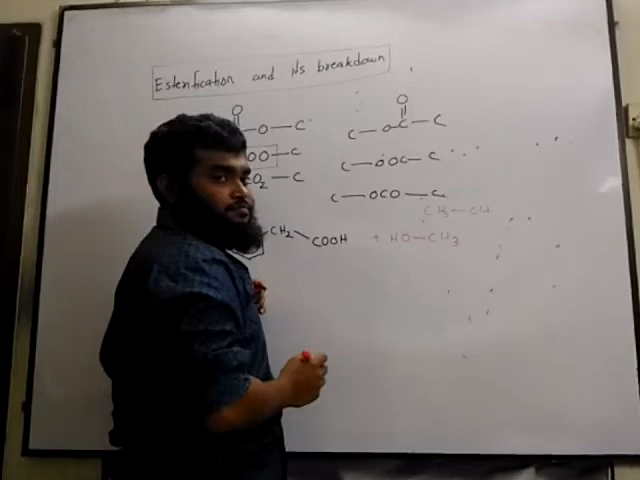 Esterification and its breakdown
O O
O — C C — O — C — C
OO — C C — OOC — C
O2 — C C — OCO — C
CH3 — OH
CH2 COOH + HO — CH3